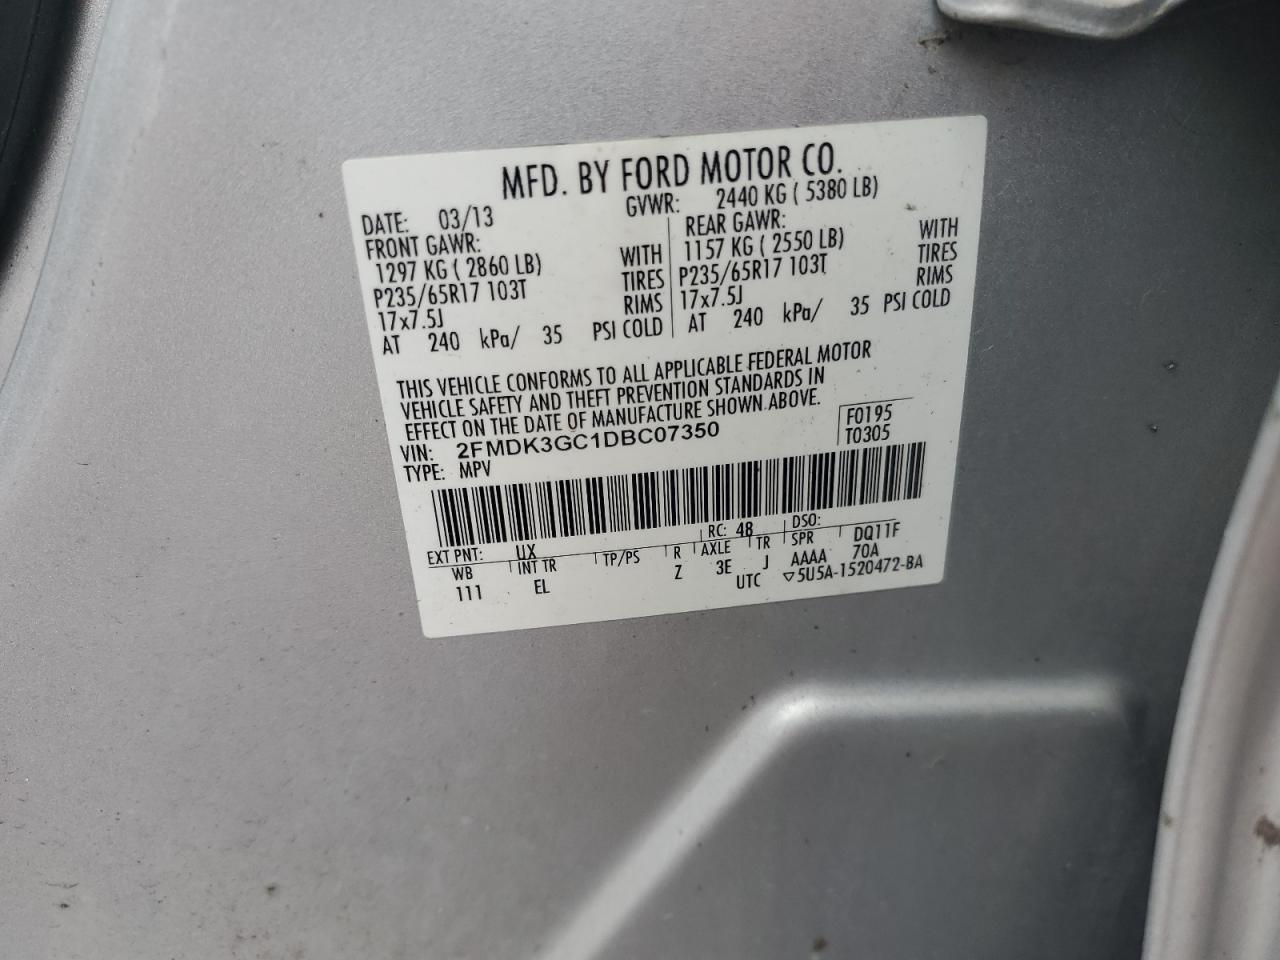 MFD. BY FORD MOTOR CO.
DATE: 03/13 GVWR: 2440 KG ( 5380 LB)
FRONT GAWR: REAR GAWR:
1297 KG ( 2860 LB) WITH 1157 KG ( 2550 LB) WITH
P235/65R17 103T TIRES P235/65R17 103T TIRES
17x7.5J RIMS 17x7.5J RIMS
AT 240 kPa/ 35 PSI COLD AT 240 kPa/ 35 PSI COLD
THIS VEHICLE CONFORMS TO ALL APPLICABLE FEDERAL MOTOR
VEHICLE SAFETY AND THEFT PREVENTION STANDARDS IN
EFFECT ON THE DATE OF MANUFACTURE SHOWN ABOVE.
VIN: 2FMDK3GC1DBC07350 F0195
TYPE: MPV T0305
EXT PNT: UX RC: 48 DSO:
WB INT TR TP/PS R AXLE TR SPR DQ11F
111 EL Z 3E J AAAA 70A
UTC ▽5U5A-1520472-BA